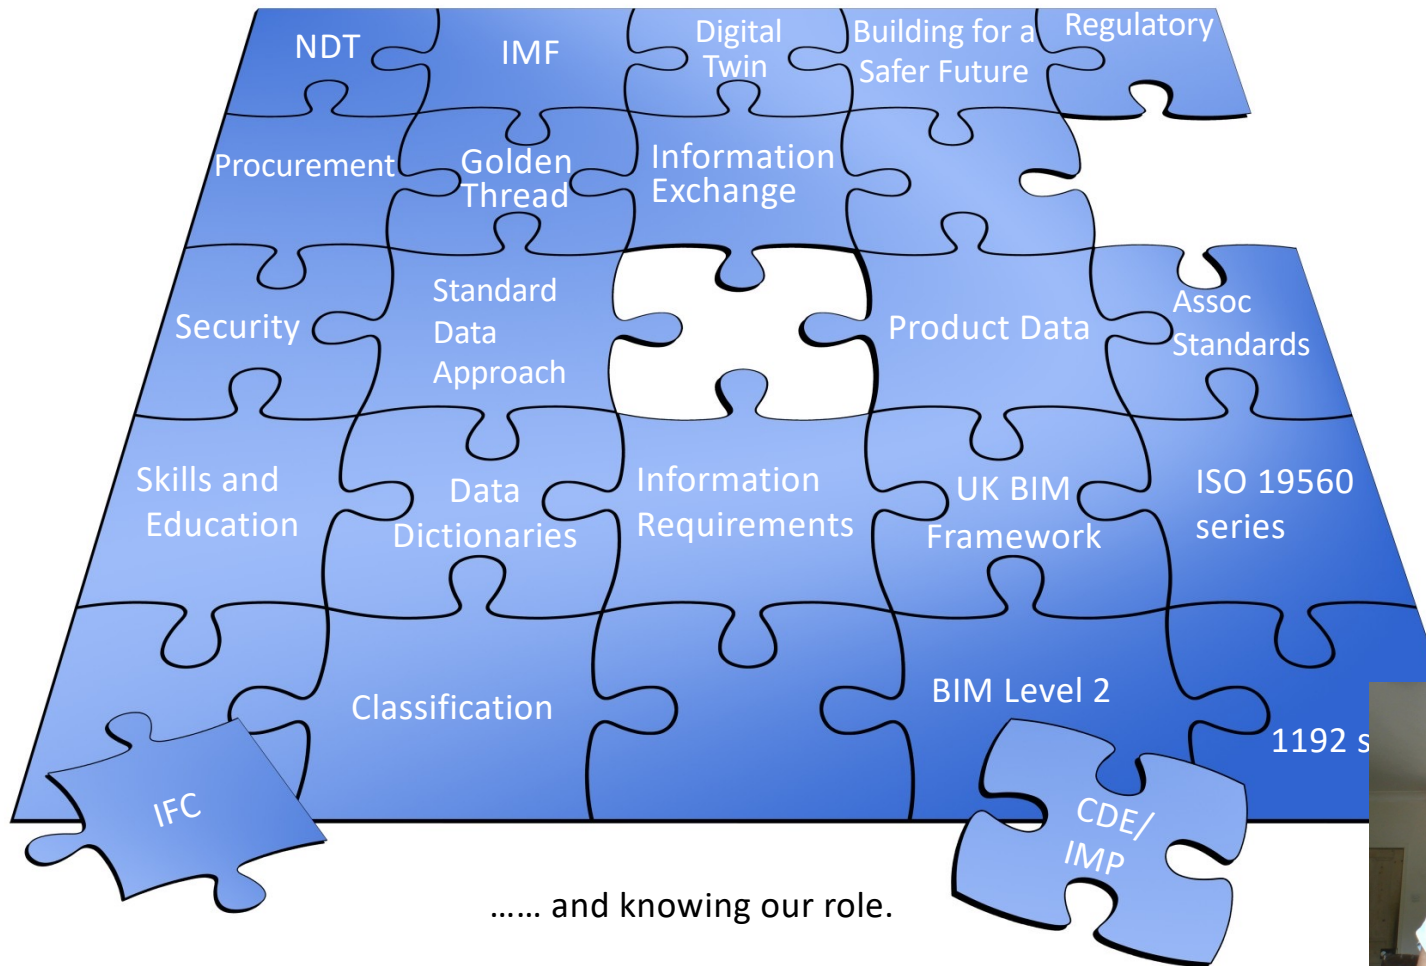 NDT
IMF
Digital
Twin
Building for a
Safer Future
Regulatory
Procurement
Golden
Thread
Information
Exchange
Security
Standard
Data
Approach
Product Data
Assoc
Standards
Skills and
Education
Data
Dictionaries
Information
Requirements
UK BIM
Framework
ISO 19560
series
Classification
BIM Level 2
1192 s
IFC
CDE/
IMP
...... and knowing our role.